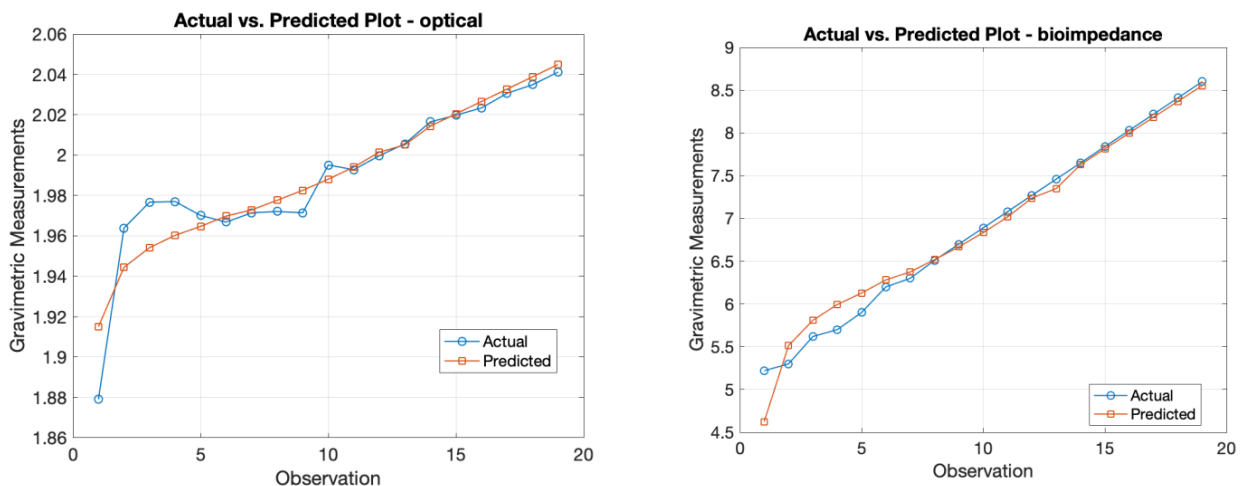 Actual vs. Predicted Plot - optical
2.06
2.04
2.02
2
1.98
1.96
1.94
1.92
1.9
1.88
1.86
Gravimetric Measurements
Actual
Predicted
0 5 10 15 20
Observation
Actual vs. Predicted Plot - bioimpedance
9
8.5
8
7.5
7
6.5
6
5.5
5
4.5
Gravimetric Measurements
Actual
Predicted
0 5 10 15 20
Observation